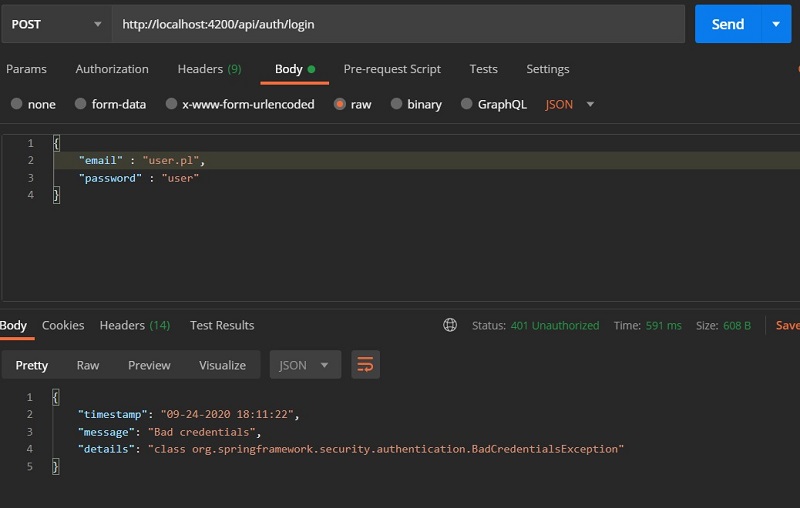 POST http://localhost:4200/api/auth/login Send
Params Authorization Headers (9) Body Pre-request Script Tests Settings
none form-data x-www-form-urlencoded raw binary GraphQL JSON
1 {
2 "email" : "user.pl",
3 "password" : "user"
4 }
Body Cookies Headers (14) Test Results Status: 401 Unauthorized Time: 591 ms Size: 608 B Save
Pretty Raw Preview Visualize JSON
1 {
2 "timestamp": "09-24-2020 18:11:22",
3 "message": "Bad credentials",
4 "details": "class org.springframework.security.authentication.BadCredentialsException"
5 }